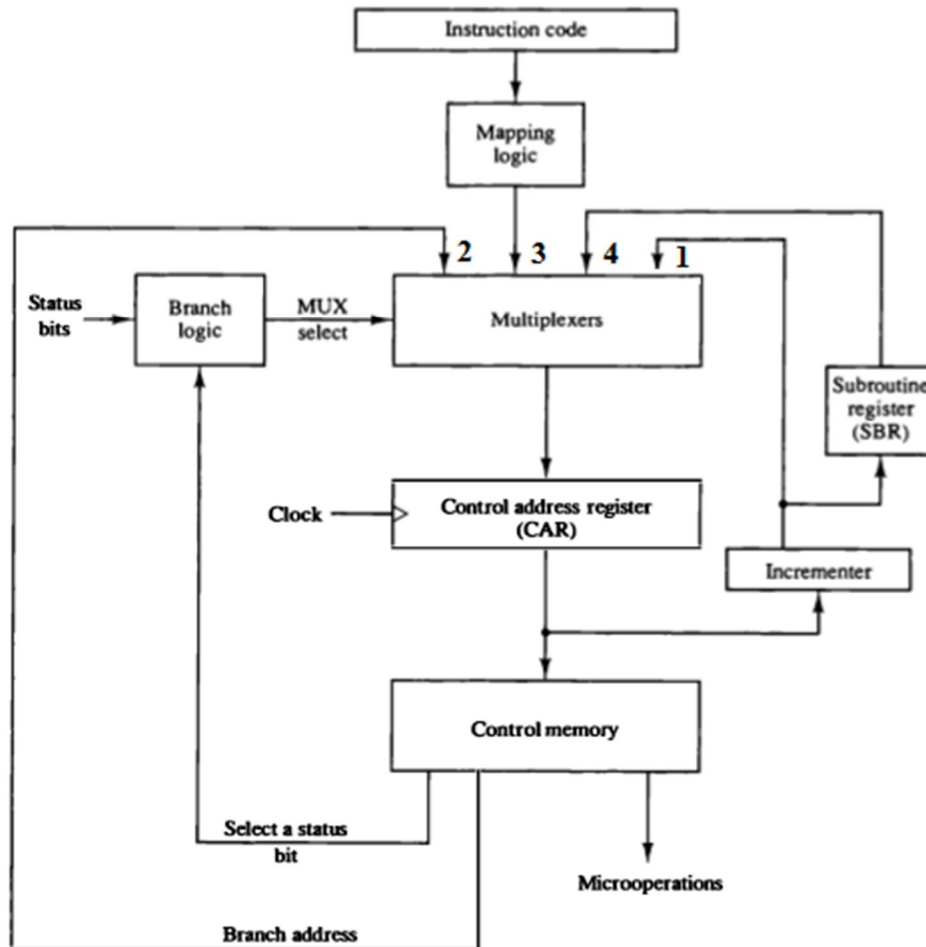 Instruction code
Mapping
logic
2 3 4 1
Status
bits
Branch
logic
MUX
select
Multiplexers
Subroutine
register
(SBR)
Clock
Control address register
(CAR)
Incrementer
Control memory
Select a status
bit
Microoperations
Branch address